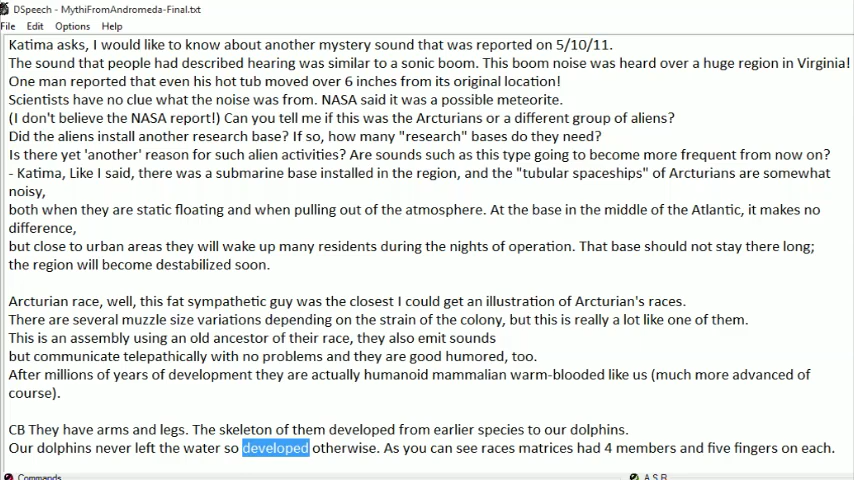 DSpeech - MythiFromAndromeda-Final.txt
File Edit Options Help
Katima asks, I would like to know about another mystery sound that was reported on 5/10/11.
The sound that people had described hearing was similar to a sonic boom. This boom noise was heard over a huge region in Virginia!
One man reported that even his hot tub moved over 6 inches from its original location!
Scientists have no clue what the noise was from. NASA said it was a possible meteorite.
(I don't believe the NASA report!) Can you tell me if this was the Arcturians or a different group of aliens?
Did the aliens install another research base? If so, how many "research" bases do they need?
Is there yet 'another' reason for such alien activities? Are sounds such as this type going to become more frequent from now on?
- Katima, Like I said, there was a submarine base installed in the region, and the "tubular spaceships" of Arcturians are somewhat
noisy,
both when they are static floating and when pulling out of the atmosphere. At the base in the middle of the Atlantic, it makes no
difference,
but close to urban areas they will wake up many residents during the nights of operation. That base should not stay there long;
the region will become destabilized soon.
Arcturian race, well, this fat sympathetic guy was the closest I could get an illustration of Arcturian's races.
There are several muzzle size variations depending on the strain of the colony, but this is really a lot like one of them.
This is an assembly using an old ancestor of their race, they also emit sounds
but communicate telepathically with no problems and they are good humored, too.
After millions of years of development they are actually humanoid mammalian warm-blooded like us (much more advanced of
course).
CB They have arms and legs. The skeleton of them developed from earlier species to our dolphins.
Our dolphins never left the water so developed otherwise. As you can see races matrices had 4 members and five fingers on each.
Commands A S R